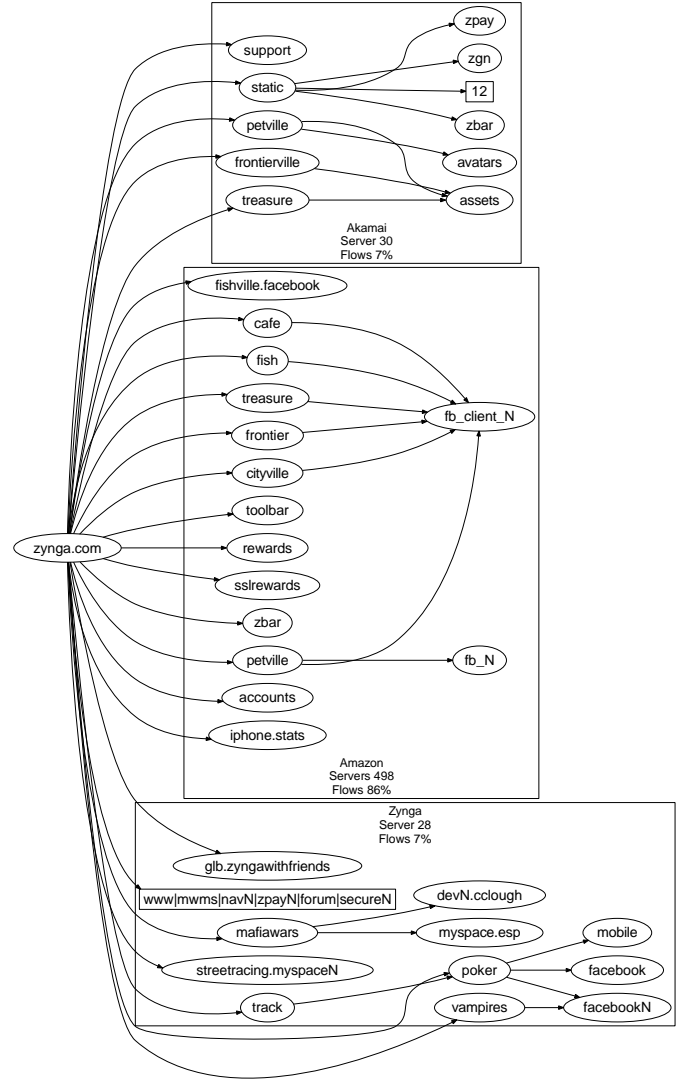 zpay
support
zgn
static
12
petville
zbar
frontierville
avatars
treasure
assets
Akamai
Server 30
Flows 7%
fishville.facebook
cafe
fish
treasure
fb_client_N
frontier
cityville
toolbar
zynga.com
rewards
sslrewards
zbar
petville
fb_N
accounts
iphone.stats
Amazon
Servers 498
Flows 86%
Zynga
Server 28
Flows 7%
glb.zyngawithfriends
www|mwms|navN|zpayN|forum|secureN
devN.cclough
mafiawars
myspace.esp
mobile
streetracing.myspaceN
poker
facebook
track
vampires
facebookN